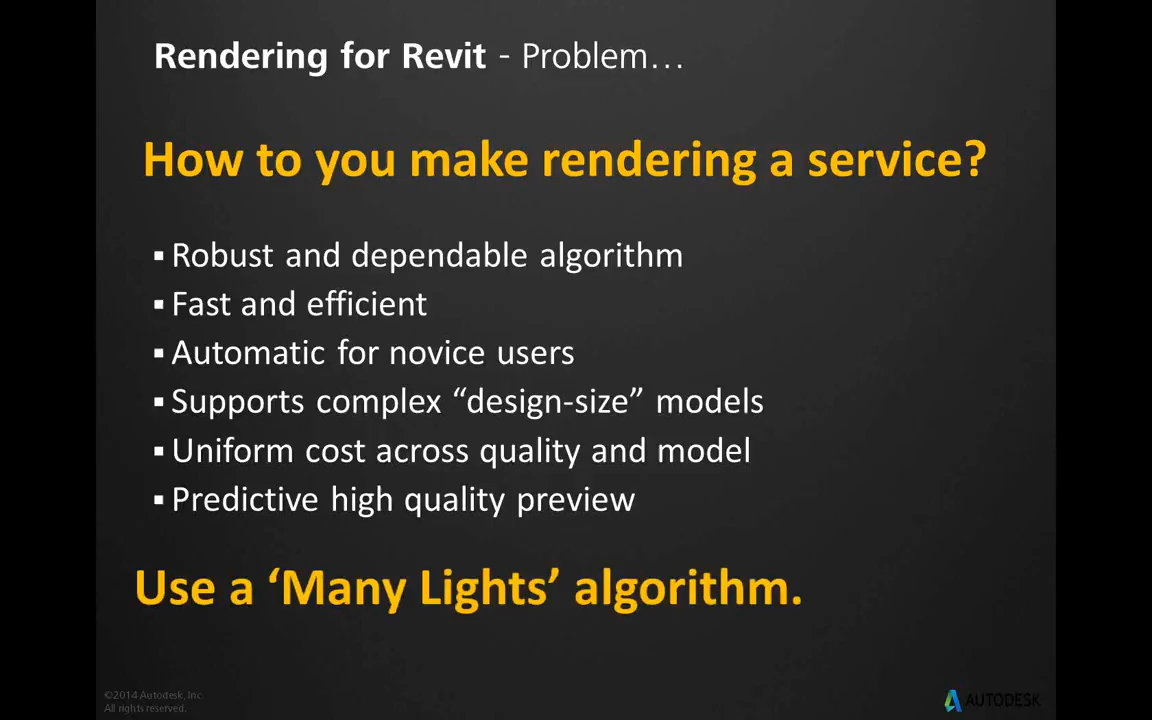 Rendering for Revit - Problem…
How to you make rendering a service?
▪ Robust and dependable algorithm
▪ Fast and efficient
▪ Automatic for novice users
▪ Supports complex “design-size” models
▪ Uniform cost across quality and model
▪ Predictive high quality preview
Use a ‘Many Lights’ algorithm.
©2014 Autodesk, Inc.
All rights reserved.
AUTODESK